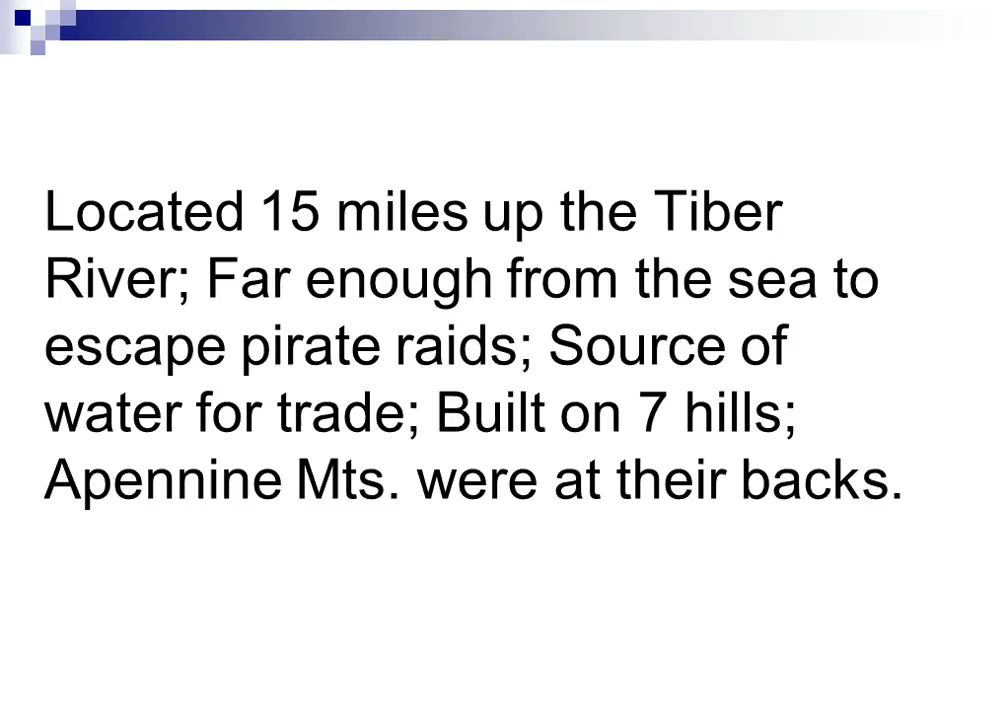 Located 15 miles up the Tiber
River; Far enough from the sea to
escape pirate raids; Source of
water for trade; Built on 7 hills;
Apennine Mts. were at their backs.